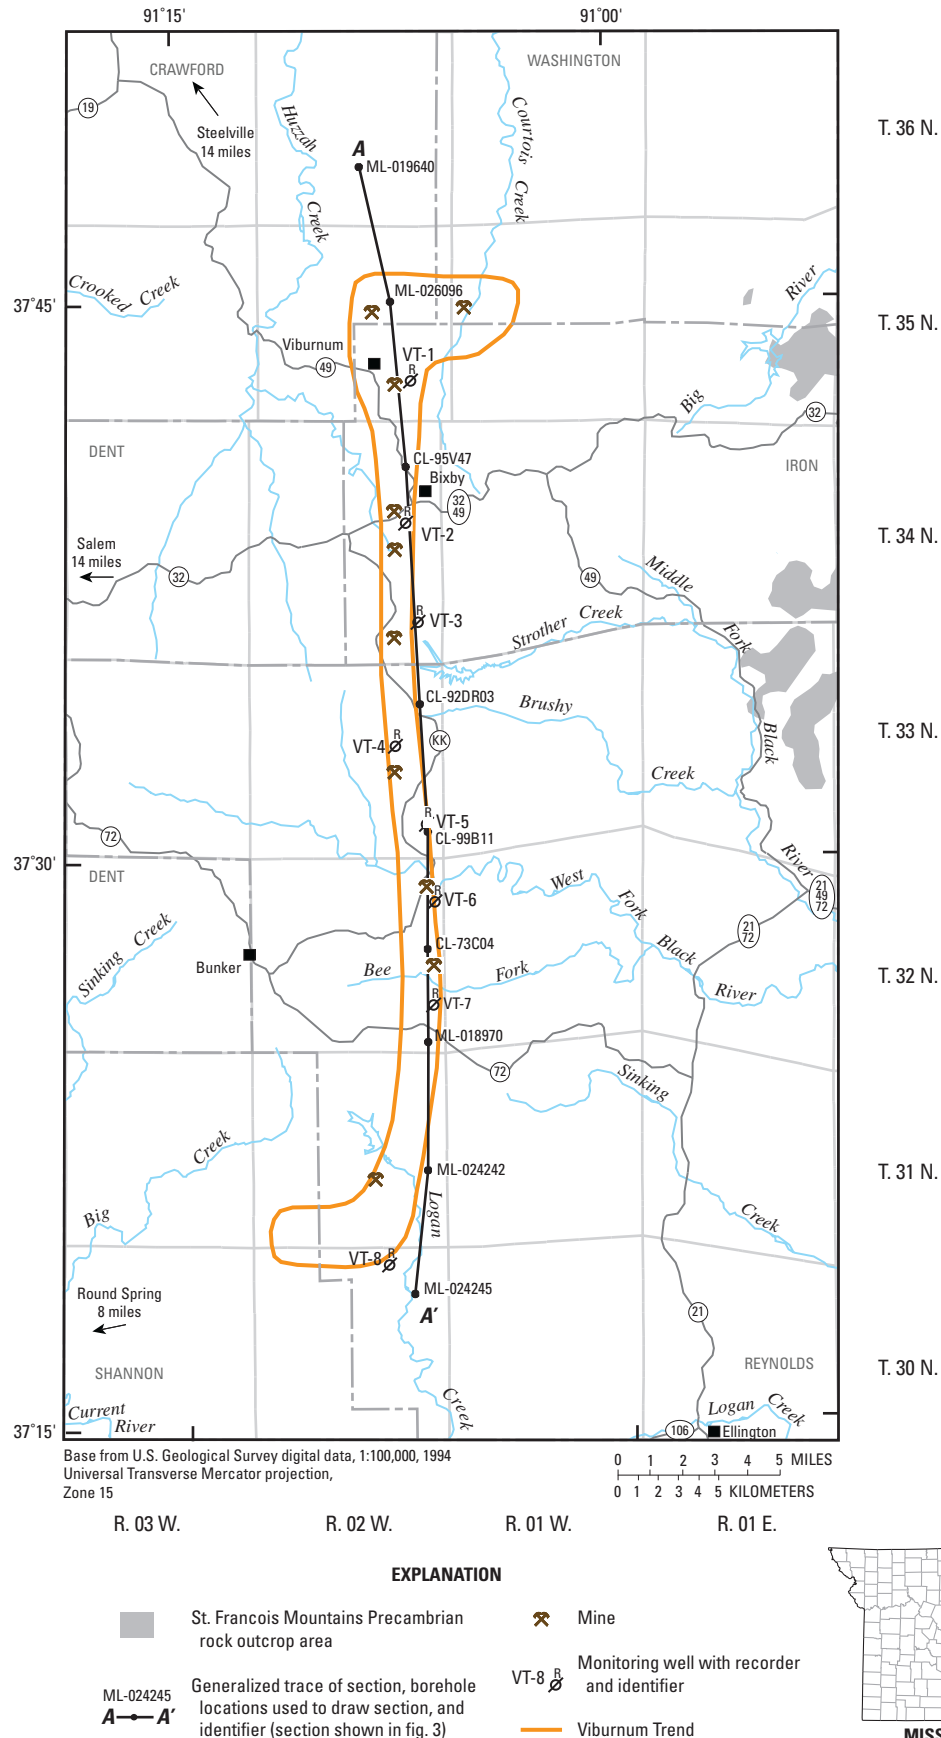 91°15'
91°00'
CRAWFORD
WASHINGTON
19
Steelville
14 miles
Huzzah
Creek
Courtois
Creek
T. 36 N.
A
ML-019640
Crooked Creek
37°45'
ML-026096
River
T. 35 N.
Viburnum
49
VT-1
R
Big
32
DENT
CL-95V47
Bixby
IRON
32
49
R
VT-2
T. 34 N.
Salem
14 miles
32
49
Middle
Fork
Black
River
R
VT-3
Strother Creek
CL-92DR03
Brushy
Creek
T. 33 N.
VT-4
R
KK
R
VT-5
CL-99B11
72
37°30'
DENT
21
49
72
West
Fork
Black
River
R
VT-6
21
72
Sinking Creek
CL-73C04
Bunker
Bee
Fork
T. 32 N.
R
VT-7
ML-018970
72
Sinking
Creek
ML-024242
T. 31 N.
Logan
Creek
Big
VT-8
R
ML-024245
Round Spring
8 miles
A'
21
Creek
SHANNON
REYNOLDS
T. 30 N.
Current
River
Logan
Creek
37°15'
106
Ellington
Base from U.S. Geological Survey digital data, 1:100,000, 1994
Universal Transverse Mercator projection,
Zone 15
0 1 2 3 4 5 MILES
0 1 2 3 4 5 KILOMETERS
R. 03 W.
R. 02 W.
R. 01 W.
R. 01 E.
EXPLANATION
St. Francois Mountains Precambrian
rock outcrop area
Mine
ML-024245
A A'
Generalized trace of section, borehole
locations used to draw section, and
identifier (section shown in fig. 3)
VT-8 R
Monitoring well with recorder
and identifier
Viburnum Trend
MISS